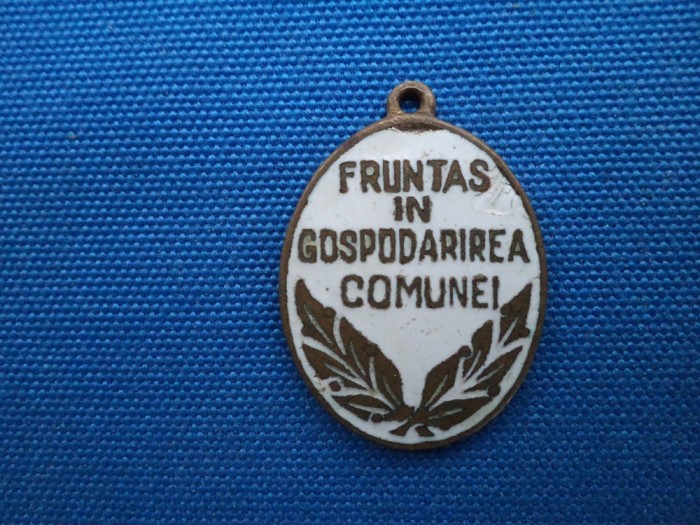 FRUNTAS
IN
GOSPODARIREA
COMUNEI